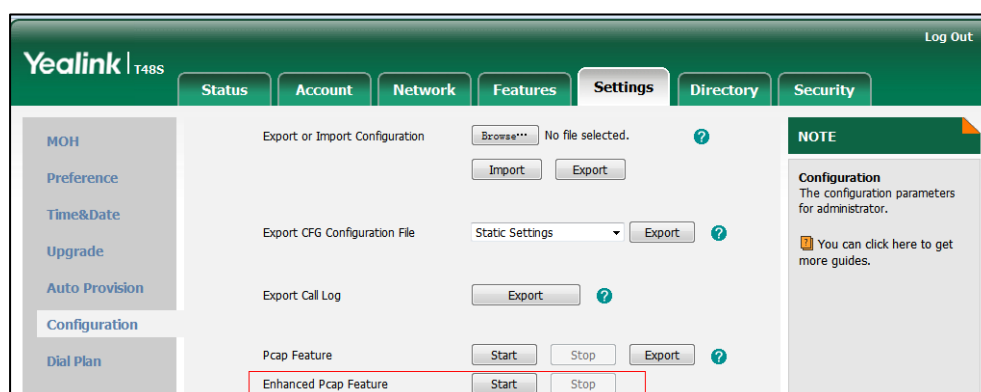 Log Out
Yealink | T48S
Status Account Network Features Settings Directory Security
MOH
Preference
Time&Date
Upgrade
Auto Provision
Configuration
Dial Plan
Export or Import Configuration Browse··· No file selected. ?
Import Export
Export CFG Configuration File Static Settings Export ?
Export Call Log Export ?
Pcap Feature Start Stop Export ?
Enhanced Pcap Feature Start Stop
NOTE
Configuration
The configuration parameters
for administrator.
? You can click here to get
more guides.